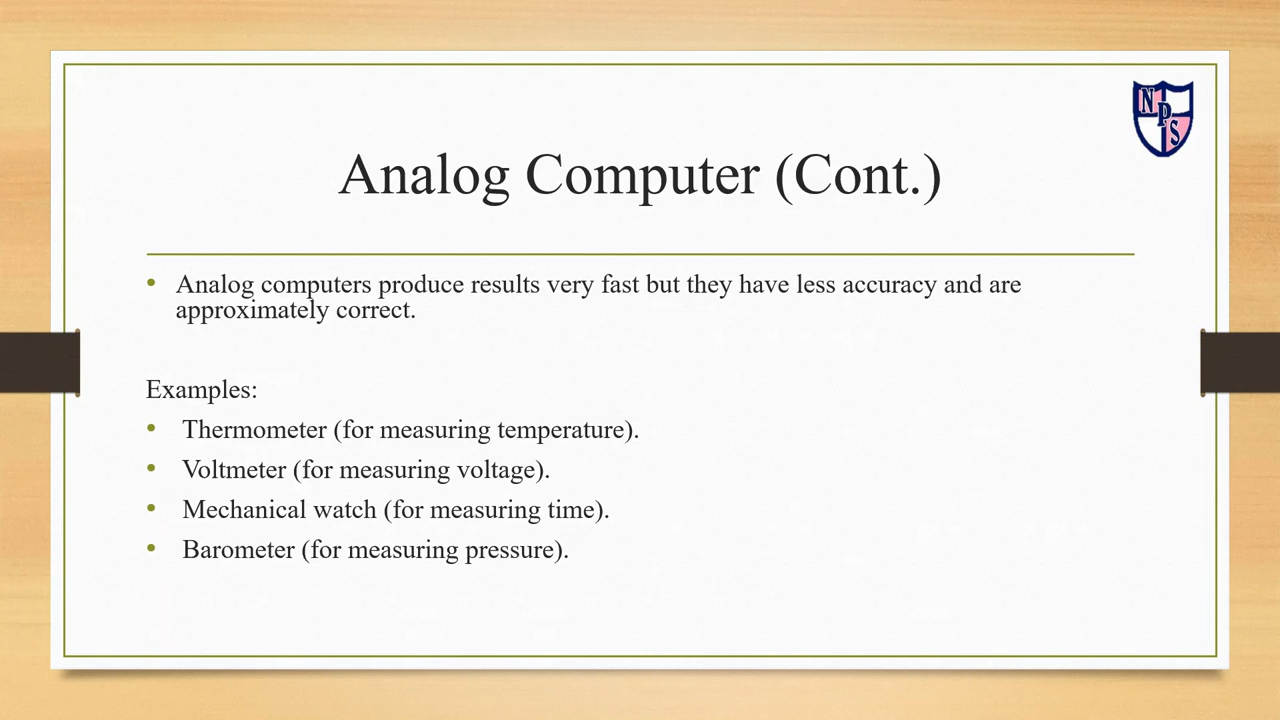 NPS
Analog Computer (Cont.)
• Analog computers produce results very fast but they have less accuracy and are
approximately correct.
Examples:
• Thermometer (for measuring temperature).
• Voltmeter (for measuring voltage).
• Mechanical watch (for measuring time).
• Barometer (for measuring pressure).